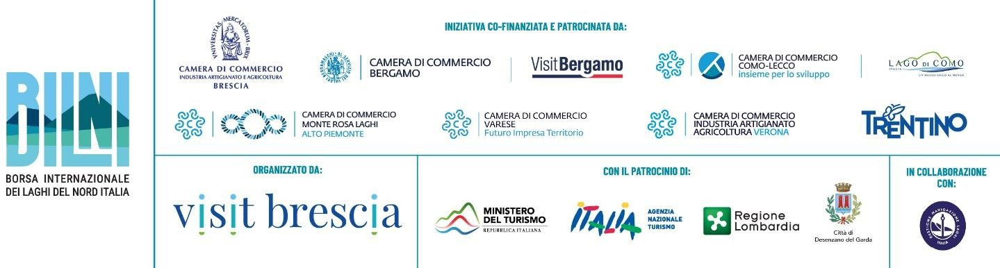 BILNI
BORSA INTERNAZIONALE
DEI LAGHI DEL NORD ITALIA
INIZIATIVA CO-FINANZIATA E PATROCINATA DA:
UNIVERSITAS MERCATORUM - BRIX
CAMERA DI COMMERCIO
INDUSTRIA ARTIGIANATO E AGRICOLTURA
BRESCIA
CAMERA DI COMMERCIO
BERGAMO
VisitBergamo
CAMERA DI COMMERCIO
COMO-LECCO
insieme per lo sviluppo
LAGO DI COMO
ITALIA
UN MONDO UNICO AL MONDO
CAMERA DI COMMERCIO
MONTE ROSA LAGHI
ALTO PIEMONTE
CAMERA DI COMMERCIO
VARESE
Futuro Impresa Territorio
CAMERA DI COMMERCIO
INDUSTRIA ARTIGIANATO
AGRICOLTURA VERONA
TRENTINO
ORGANIZZATO DA:
visit brescia
CON IL PATROCINIO DI:
MINISTERO
DEL TURISMO
REPUBBLICA ITALIANA
ITALIA
AGENZIA
NAZIONALE
TURISMO
Regione
Lombardia
Città di
Desenzano del Garda
IN COLLABORAZIONE
CON:
GESTIONE NAVIGAZIONE LAGHI
ITALIA